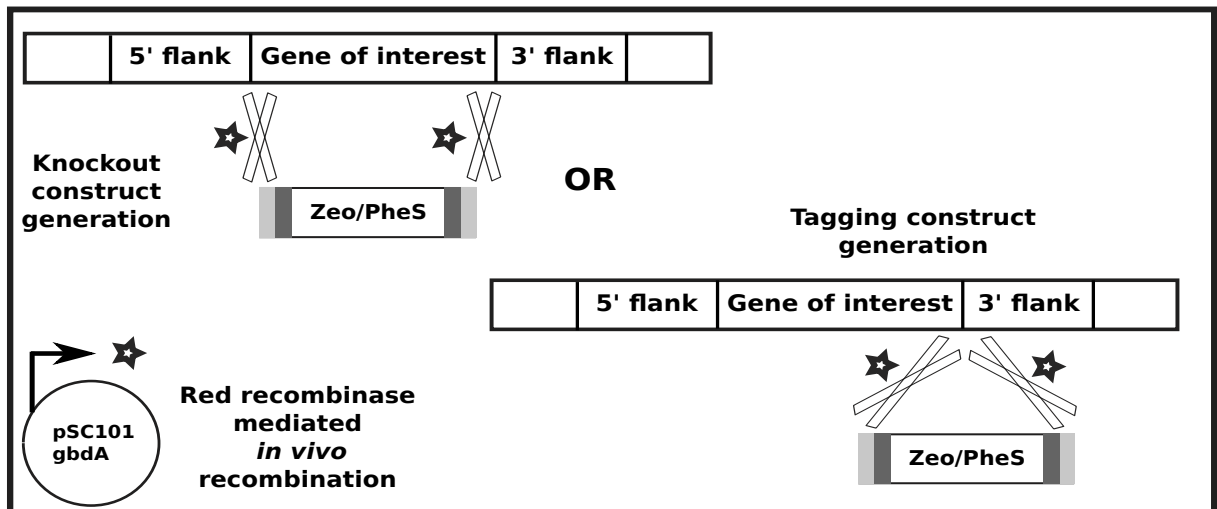 5' flank Gene of interest 3' flank
Knockout
construct
generation
Zeo/PheS
OR
Tagging construct
generation
5' flank Gene of interest 3' flank
Zeo/PheS
pSC101
gbdA
Red recombinase
mediated
in vivo
recombination